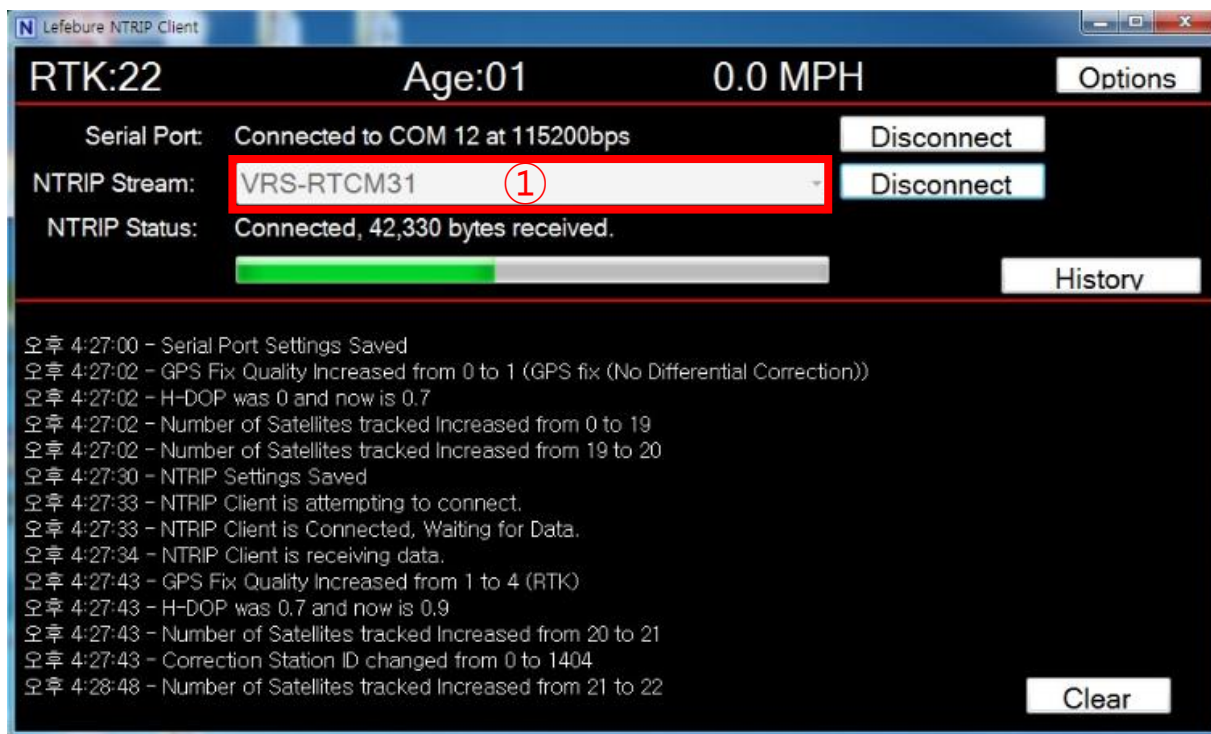 N Lefebure NTRIP Client
RTK:22 Age:01 0.0 MPH Options
Serial Port: Connected to COM 12 at 115200bps Disconnect
NTRIP Stream: VRS-RTCM31 ① Disconnect
NTRIP Status: Connected, 42,330 bytes received.
History
오후 4:27:00 - Serial Port Settings Saved
오후 4:27:02 - GPS Fix Quality Increased from 0 to 1 (GPS fix (No Differential Correction))
오후 4:27:02 - H-DOP was 0 and now is 0.7
오후 4:27:02 - Number of Satellites tracked Increased from 0 to 19
오후 4:27:02 - Number of Satellites tracked Increased from 19 to 20
오후 4:27:30 - NTRIP Settings Saved
오후 4:27:33 - NTRIP Client is attempting to connect.
오후 4:27:33 - NTRIP Client is Connected, Waiting for Data.
오후 4:27:34 - NTRIP Client is receiving data.
오후 4:27:43 - GPS Fix Quality Increased from 1 to 4 (RTK)
오후 4:27:43 - H-DOP was 0.7 and now is 0.9
오후 4:27:43 - Number of Satellites tracked Increased from 20 to 21
오후 4:27:43 - Correction Station ID changed from 0 to 1404
오후 4:28:48 - Number of Satellites tracked Increased from 21 to 22
Clear